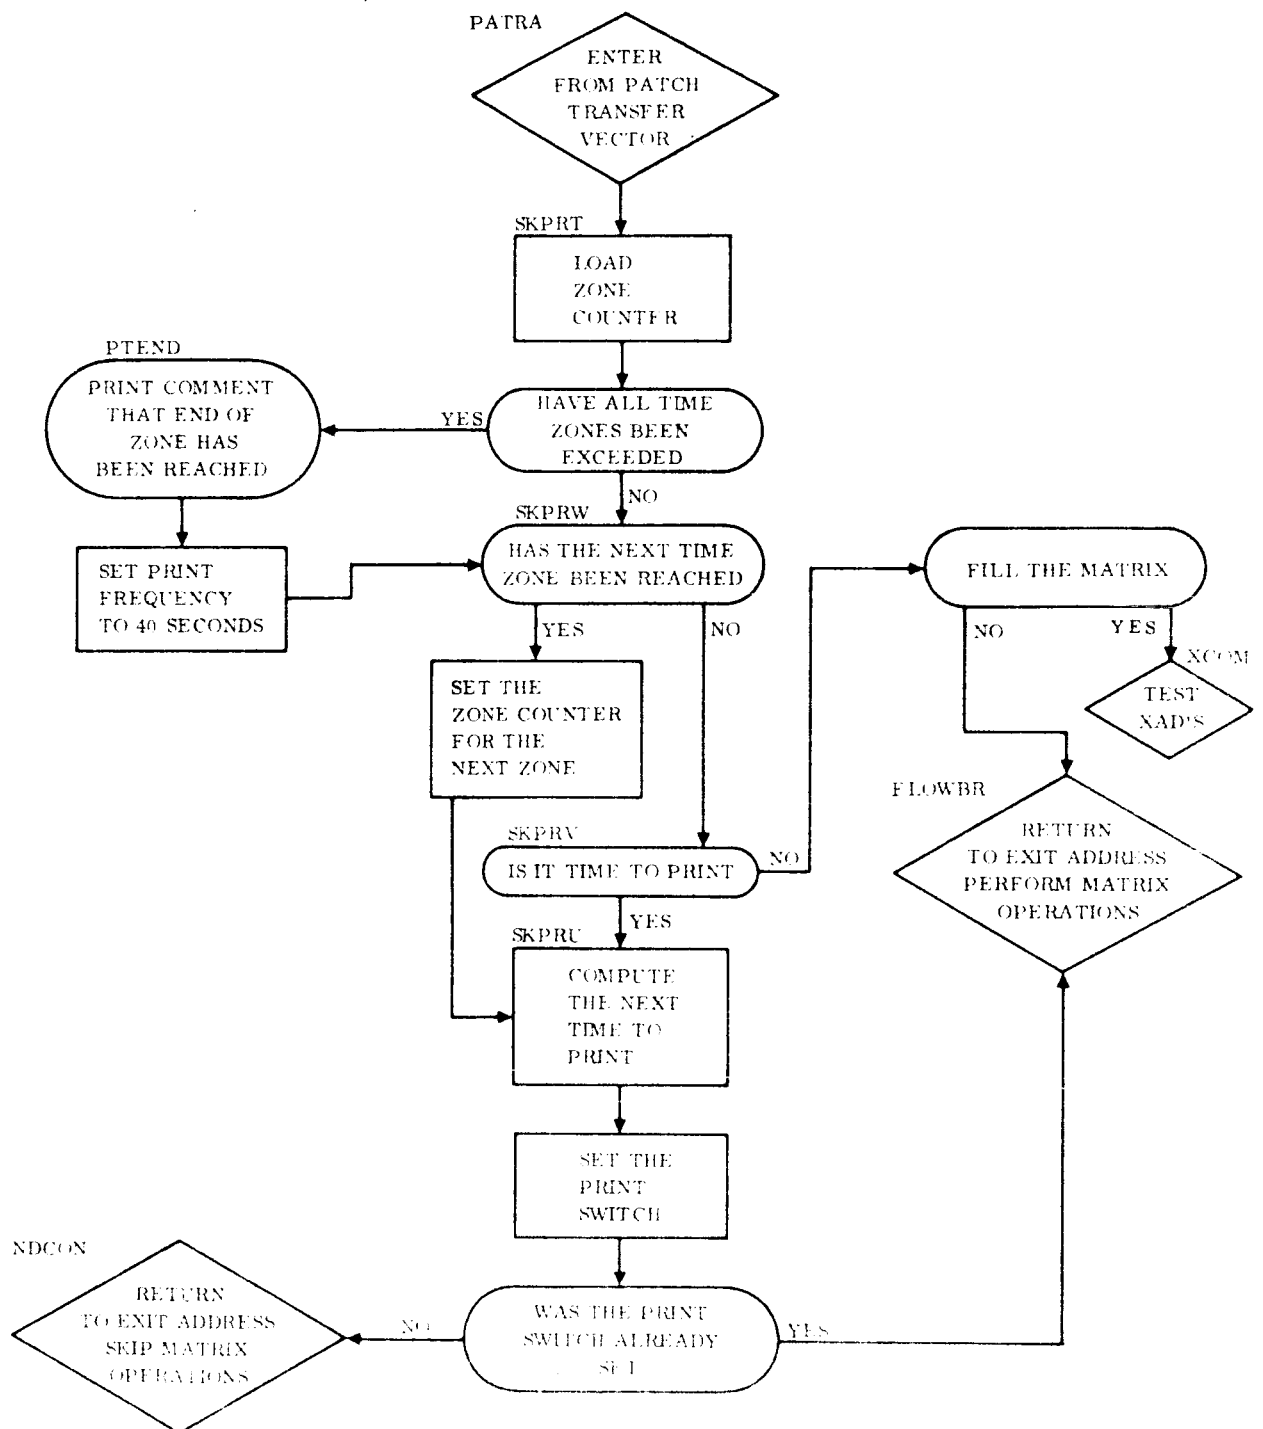 PATRA
ENTER
FROM PATCH
TRANSFER
VECTOR
SKPRT
LOAD
ZONE
COUNTER
PTEND
PRINT COMMENT
THAT END OF
ZONE HAS
BEEN REACHED
YES
HAVE ALL TIME
ZONES BEEN
EXCEEDED
NO
SET PRINT
FREQUENCY
TO 40 SECONDS
SKPRW
HAS THE NEXT TIME
ZONE BEEN REACHED
YES
NO
SET THE
ZONE COUNTER
FOR THE
NEXT ZONE
FILL THE MATRIX
NO
YES
XCOM
TEST
XAD'S
SKPRV
IS IT TIME TO PRINT
NO
YES
FLOWBR
RETURN
TO EXIT ADDRESS
PERFORM MATRIX
OPERATIONS
SKPRU
COMPUTE
THE NEXT
TIME TO
PRINT
SET THE
PRINT
SWITCH
NDCON
RETURN
TO EXIT ADDRESS
SKIP MATRIX
OPERATIONS
NO
WAS THE PRINT
SWITCH ALREADY
SET
YES